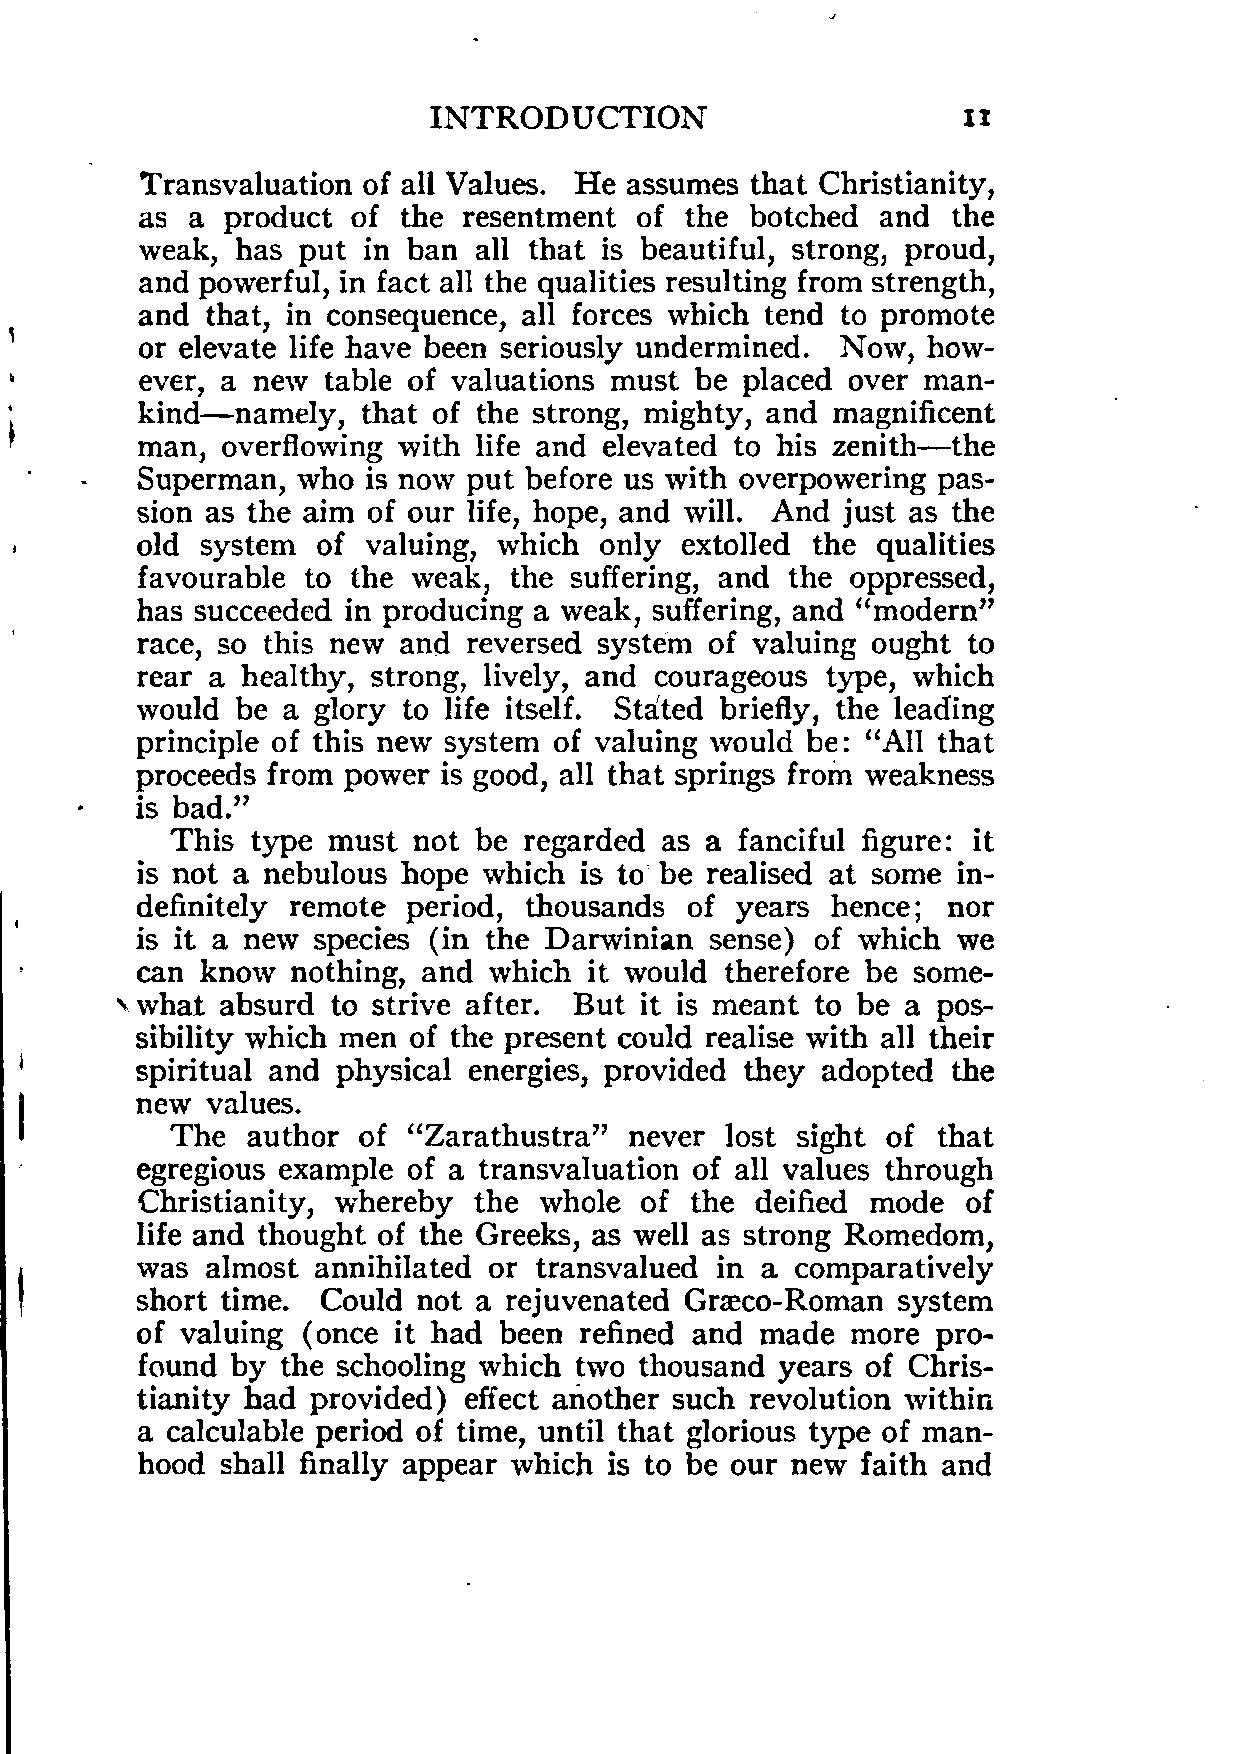 INTRODUCTION 11
Transvaluation of all Values. He assumes that Christianity,
as a product of the resentment of the botched and the
weak, has put in ban all that is beautiful, strong, proud,
and powerful, in fact all the qualities resulting from strength,
and that, in consequence, all forces which tend to promote
or elevate life have been seriously undermined. Now, how-
ever, a new table of valuations must be placed over man-
kind—namely, that of the strong, mighty, and magnificent
man, overflowing with life and elevated to his zenith—the
Superman, who is now put before us with overpowering pas-
sion as the aim of our life, hope, and will. And just as the
old system of valuing, which only extolled the qualities
favourable to the weak, the suffering, and the oppressed,
has succeeded in producing a weak, suffering, and “modern”
race, so this new and reversed system of valuing ought to
rear a healthy, strong, lively, and courageous type, which
would be a glory to life itself. Stated briefly, the leading
principle of this new system of valuing would be: “All that
proceeds from power is good, all that springs from weakness
is bad.”
This type must not be regarded as a fanciful figure: it
is not a nebulous hope which is to be realised at some in-
definitely remote period, thousands of years hence; nor
is it a new species (in the Darwinian sense) of which we
can know nothing, and which it would therefore be some-
what absurd to strive after. But it is meant to be a pos-
sibility which men of the present could realise with all their
spiritual and physical energies, provided they adopted the
new values.
The author of “Zarathustra” never lost sight of that
egregious example of a transvaluation of all values through
Christianity, whereby the whole of the deified mode of
life and thought of the Greeks, as well as strong Romedom,
was almost annihilated or transvalued in a comparatively
short time. Could not a rejuvenated Græco-Roman system
of valuing (once it had been refined and made more pro-
found by the schooling which two thousand years of Chris-
tianity had provided) effect another such revolution within
a calculable period of time, until that glorious type of man-
hood shall finally appear which is to be our new faith and